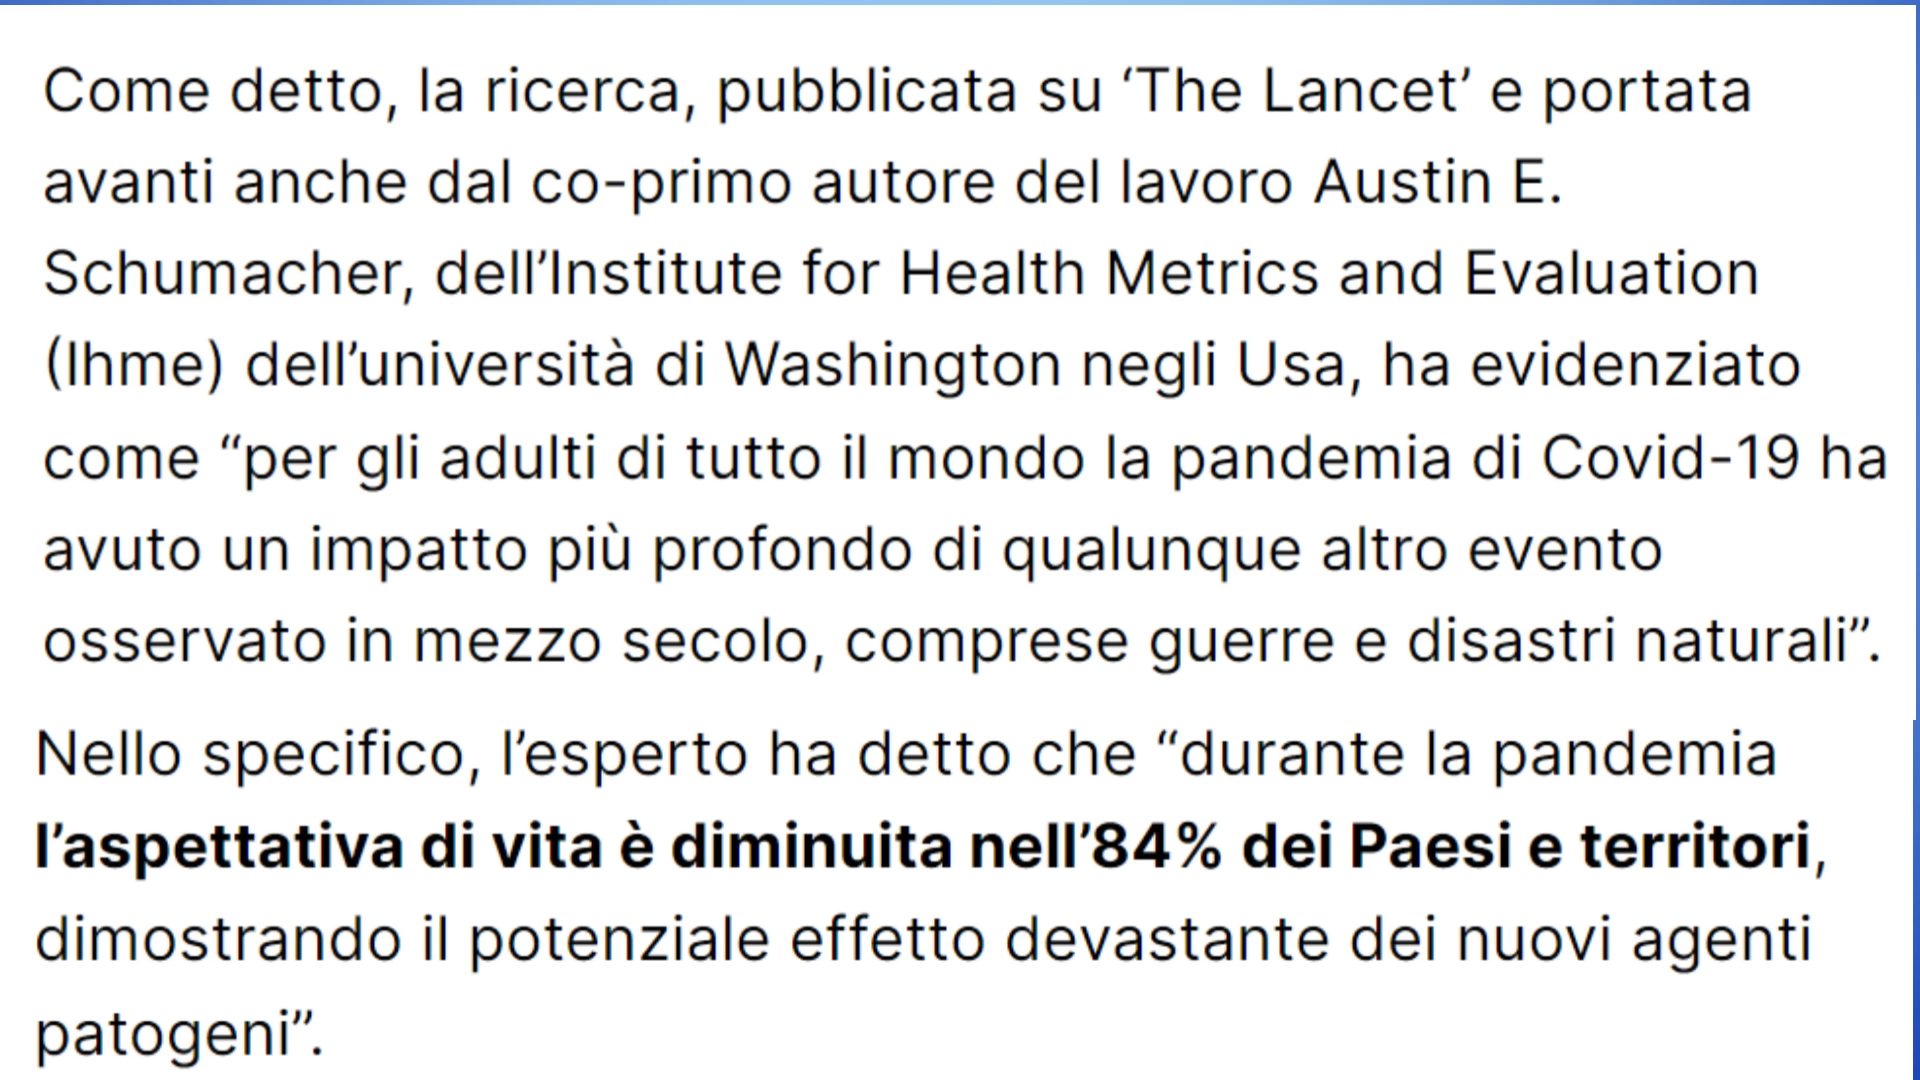 Come detto, la ricerca, pubblicata su ‘The Lancet’ e portata
avanti anche dal co-primo autore del lavoro Austin E.
Schumacher, dell’Institute for Health Metrics and Evaluation
(Ihme) dell’università di Washington negli Usa, ha evidenziato
come “per gli adulti di tutto il mondo la pandemia di Covid-19 ha
avuto un impatto più profondo di qualunque altro evento
osservato in mezzo secolo, comprese guerre e disastri naturali”.
Nello specifico, l’esperto ha detto che “durante la pandemia
l’aspettativa di vita è diminuita nell’84% dei Paesi e territori,
dimostrando il potenziale effetto devastante dei nuovi agenti
patogeni”.